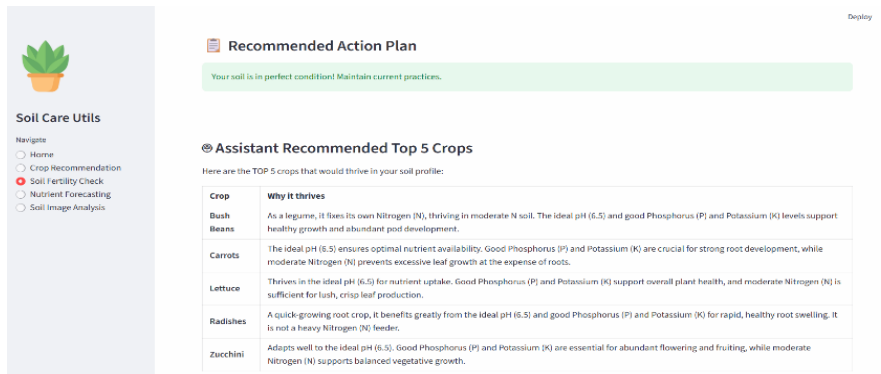 Deploy
Soil Care Utils
Navigate
Home
Crop Recommendation
Soil Fertility Check
Nutrient Forecasting
Soil Image Analysis
Recommended Action Plan
Your soil is in perfect condition! Maintain current practices.
Assistant Recommended Top 5 Crops
Here are the TOP 5 crops that would thrive in your soil profile:
Crop Why it thrives
Bush Beans As a legume, it fixes its own Nitrogen (N), thriving in moderate N soil. The ideal pH (6.5) and good Phosphorus (P) and Potassium (K) levels support
healthy growth and abundant pod development.
Carrots The ideal pH (6.5) ensures optimal nutrient availability. Good Phosphorus (P) and Potassium (K) are crucial for strong root development, while
moderate Nitrogen (N) prevents excessive leaf growth at the expense of roots.
Lettuce Thrives in the ideal pH (6.5) for nutrient uptake. Good Phosphorus (P) and Potassium (K) support overall plant health, and moderate Nitrogen (N) is
sufficient for lush, crisp leaf production.
Radishes A quick-growing root crop, it benefits greatly from the ideal pH (6.5) and good Phosphorus (P) and Potassium (K) for rapid, healthy root swelling. It
is not a heavy Nitrogen (N) feeder.
Zucchini Adapts well to the ideal pH (6.5). Good Phosphorus (P) and Potassium (K) are essential for abundant flowering and fruiting, while moderate
Nitrogen (N) supports balanced vegetative growth.